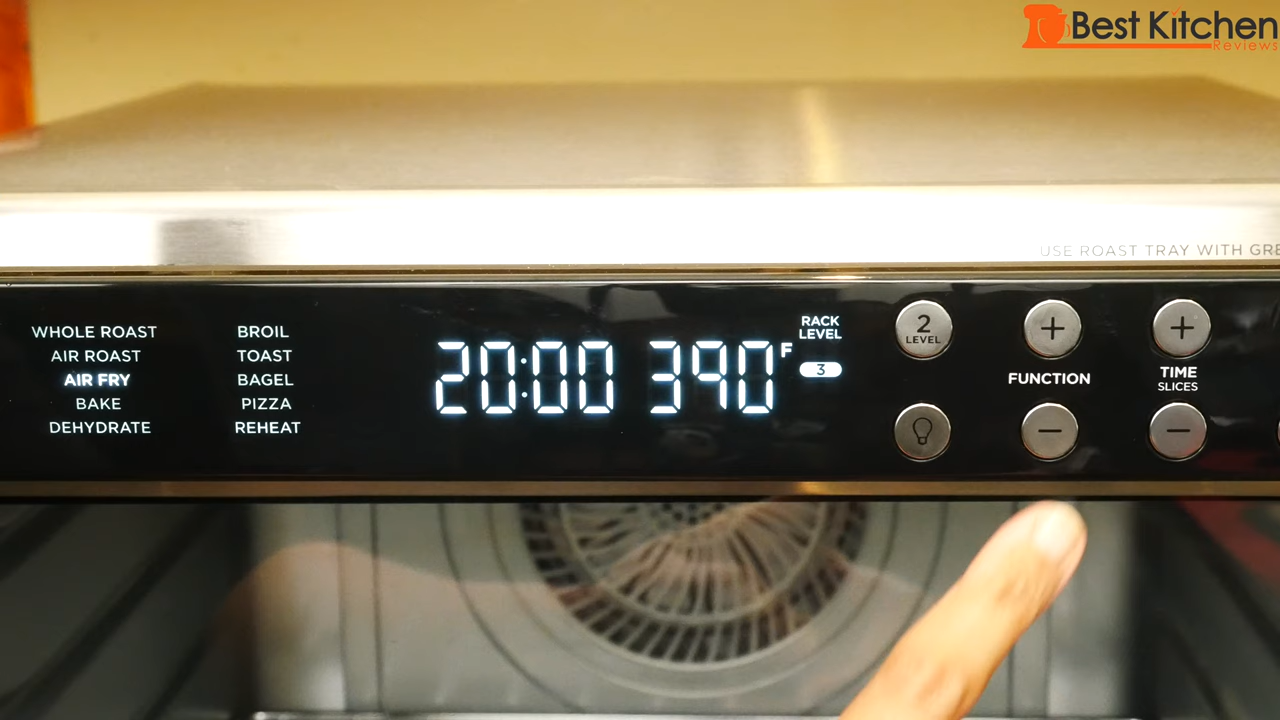 Best Kitchen
Reviews
USE ROAST TRAY WITH GRE
WHOLE ROAST
AIR ROAST
AIR FRY
BAKE
DEHYDRATE
BROIL
TOAST
BAGEL
PIZZA
REHEAT
20:00 390 F
RACK
LEVEL
3
2
LEVEL
+
FUNCTION
−
+
TIME
SLICES
−